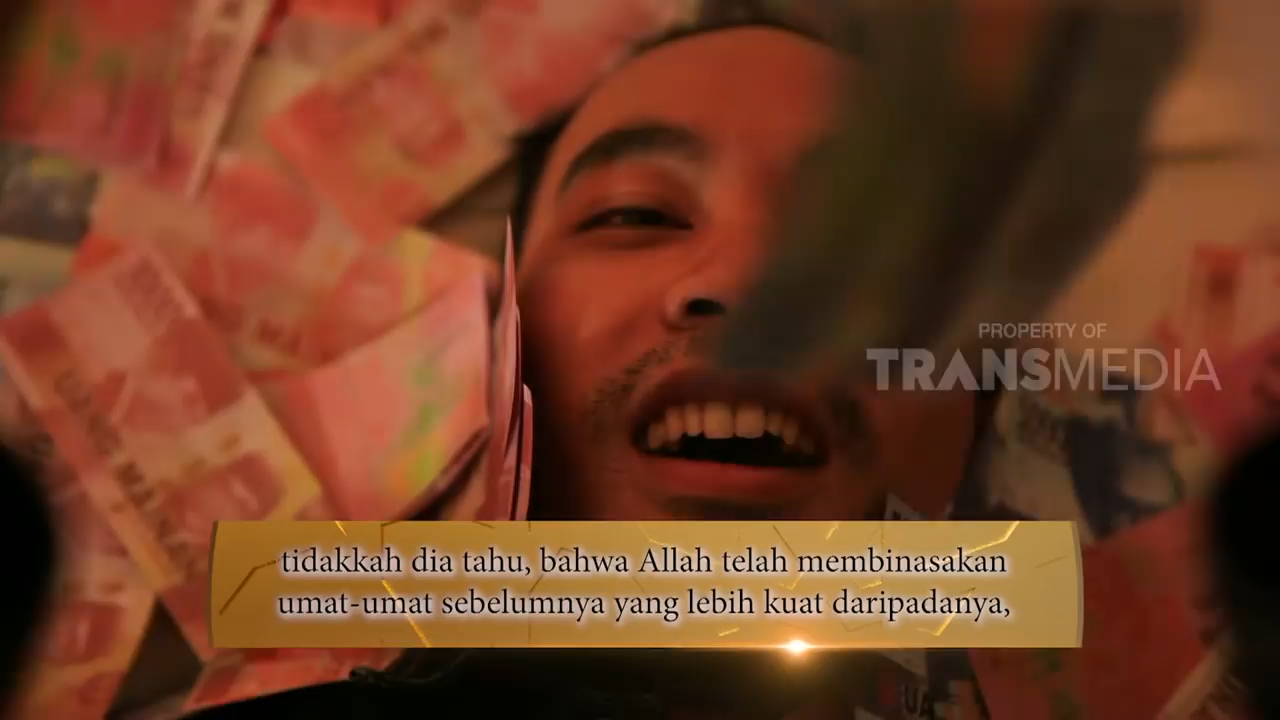 PROPERTY OF
TRANSMEDIA
tidakkah dia tahu, bahwa Allah telah membinasakan
umat-umat sebelumnya yang lebih kuat daripadanya,